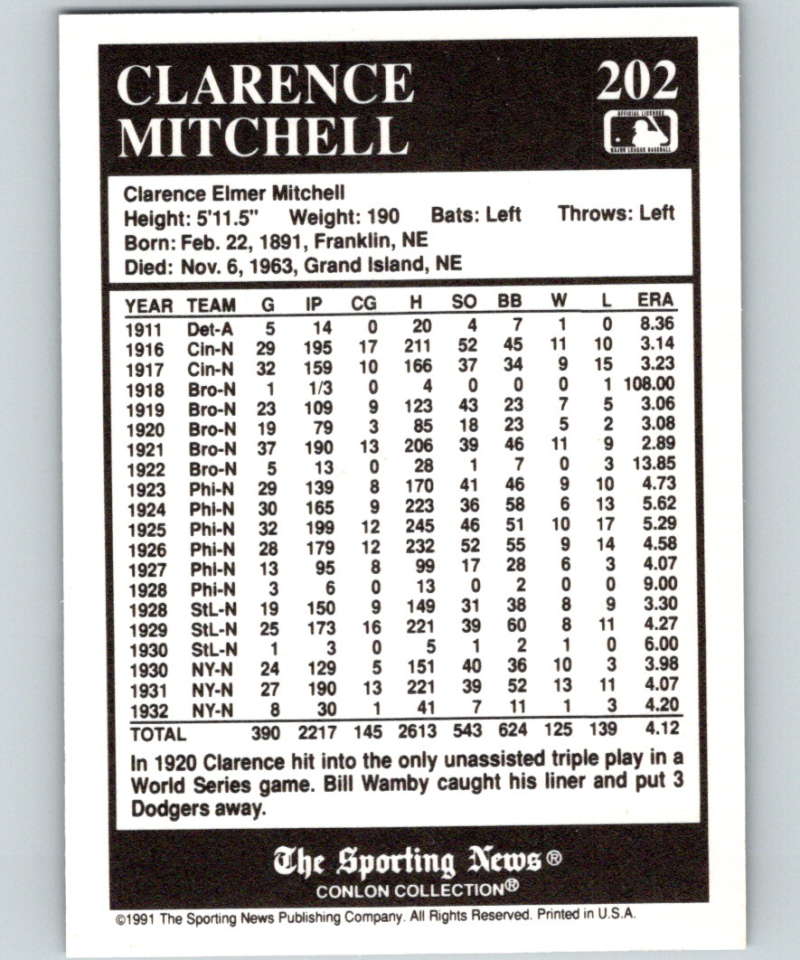 CLARENCE 202
MITCHELL
OFFICIAL LICENSEE
MAJOR LEAGUE BASEBALL
Clarence Elmer Mitchell
Height: 5'11.5" Weight: 190 Bats: Left Throws: Left
Born: Feb. 22, 1891, Franklin, NE
Died: Nov. 6, 1963, Grand Island, NE
YEAR TEAM G IP CG H SO BB W L ERA
1911 Det-A 5 14 0 20 4 7 1 0 8.36
1916 Cin-N 29 195 17 211 52 45 11 10 3.14
1917 Cin-N 32 159 10 166 37 34 9 15 3.23
1918 Bro-N 1 1/3 0 4 0 0 0 1 108.00
1919 Bro-N 23 109 9 123 43 23 7 5 3.06
1920 Bro-N 19 79 3 85 18 23 5 2 3.08
1921 Bro-N 37 190 13 206 39 46 11 9 2.89
1922 Bro-N 5 13 0 28 1 7 0 3 13.85
1923 Phi-N 29 139 8 170 41 46 9 10 4.73
1924 Phi-N 30 165 9 223 36 58 6 13 5.62
1925 Phi-N 32 199 12 245 46 51 10 17 5.29
1926 Phi-N 28 179 12 232 52 55 9 14 4.58
1927 Phi-N 13 95 8 99 17 28 6 3 4.07
1928 Phi-N 3 6 0 13 0 2 0 0 9.00
1928 StL-N 19 150 9 149 31 38 8 9 3.30
1929 StL-N 25 173 16 221 39 60 8 11 4.27
1930 StL-N 1 3 0 5 1 2 1 0 6.00
1930 NY-N 24 129 5 151 40 36 10 3 3.98
1931 NY-N 27 190 13 221 39 52 13 11 4.07
1932 NY-N 8 30 1 41 7 11 1 3 4.20
TOTAL 390 2217 145 2613 543 624 125 139 4.12
In 1920 Clarence hit into the only unassisted triple play in a
World Series game. Bill Wamby caught his liner and put 3
Dodgers away.
The Sporting News®
CONLON COLLECTION®
©1991 The Sporting News Publishing Company. All Rights Reserved. Printed in U.S.A.